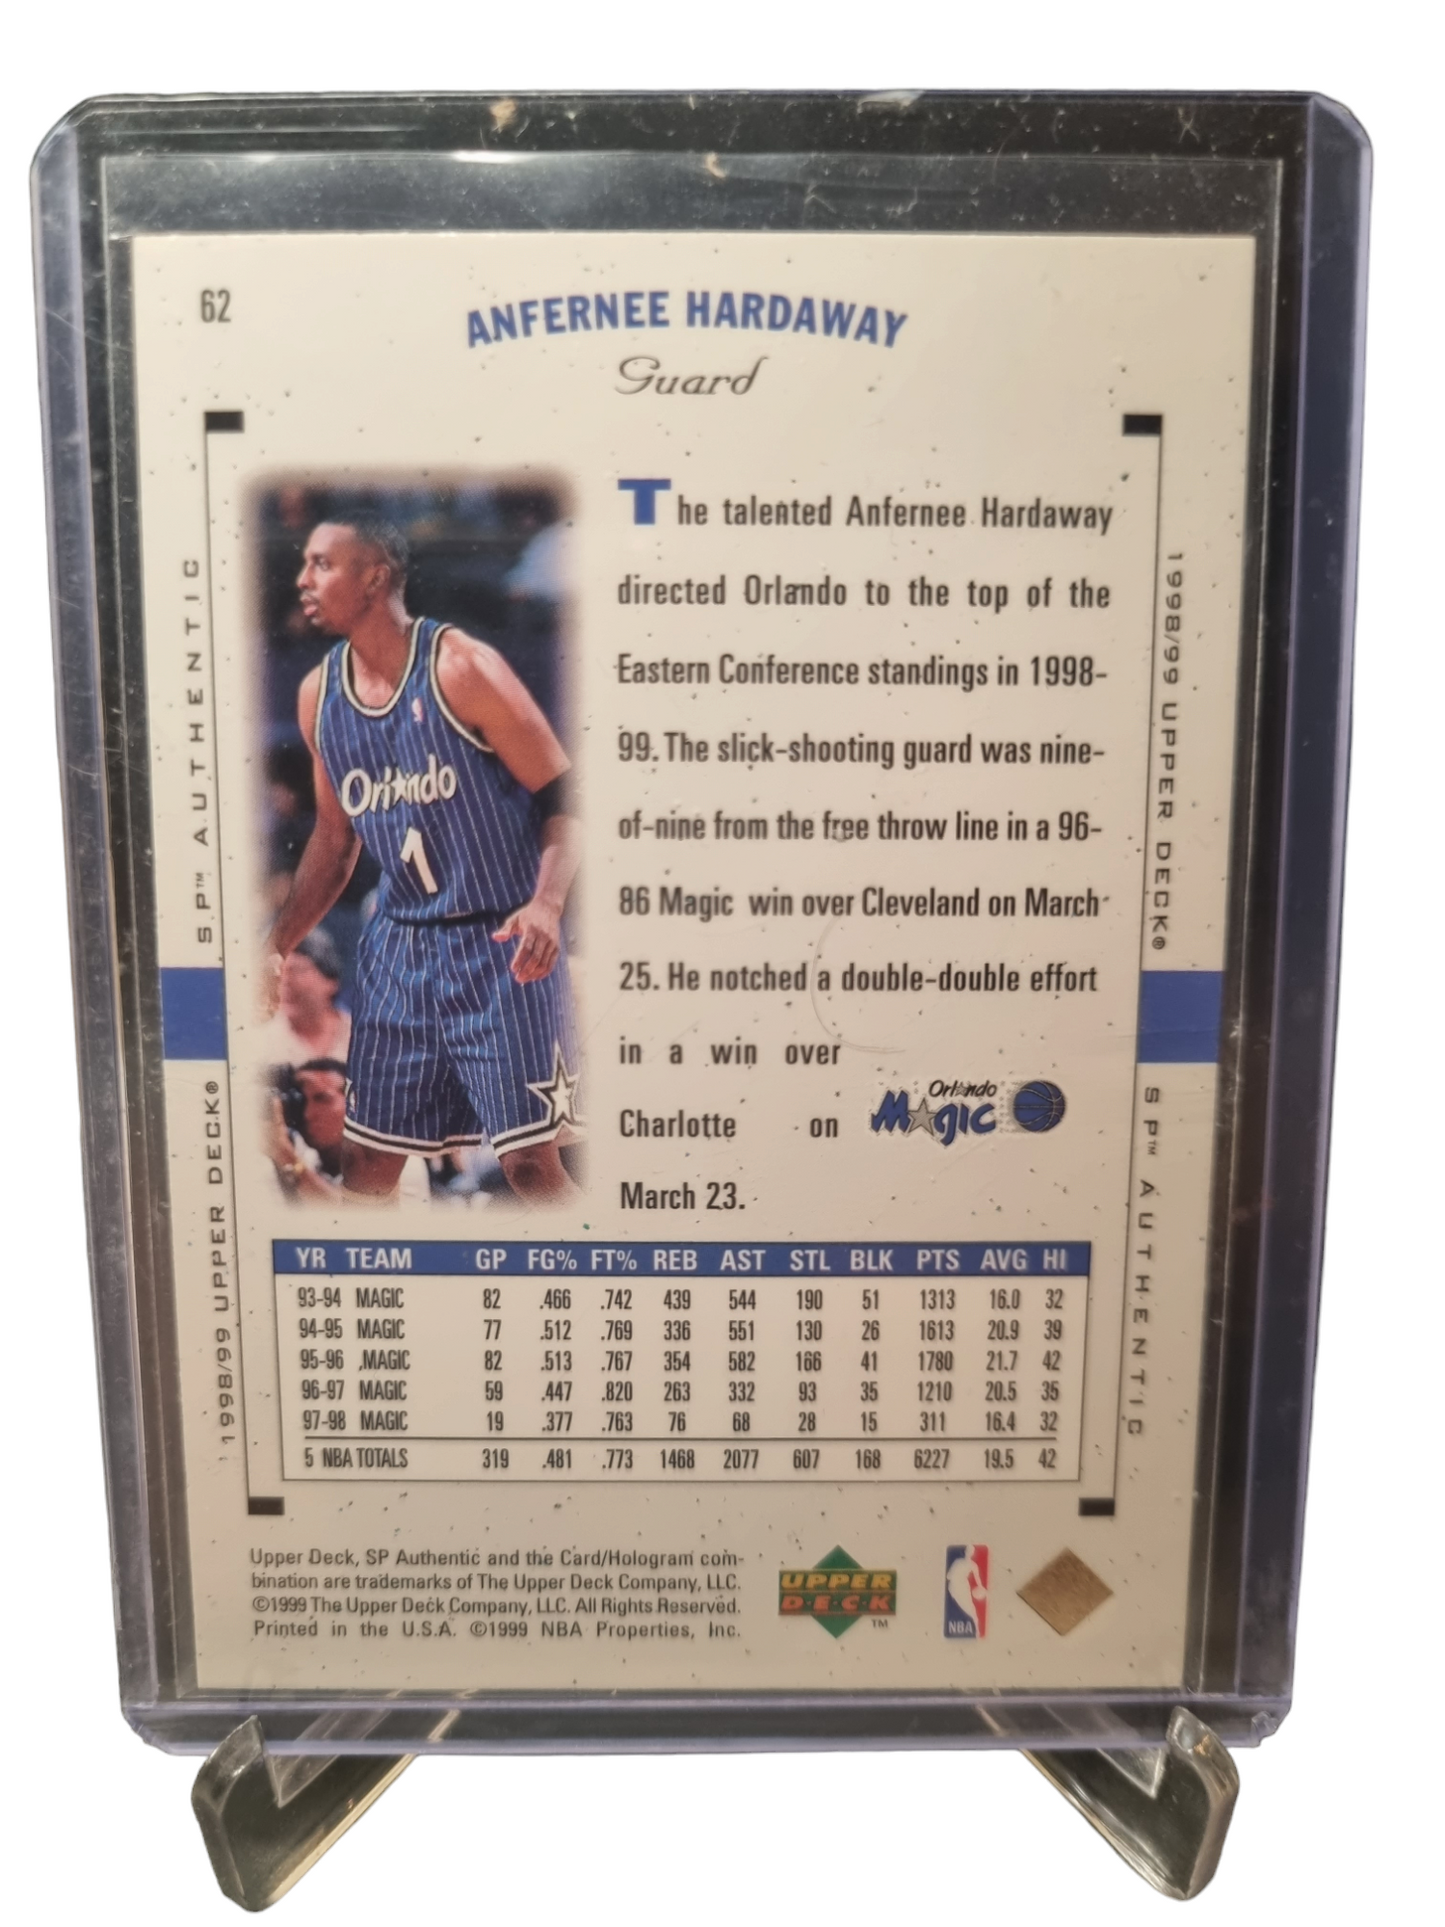 62
ANFERNEE HARDAWAY
Guard
The talented Anfernee Hardaway
directed Orlando to the top of the
Eastern Conference standings in 1998-
99. The slick-shooting guard was nine-
of-nine from the free throw line in a 96-
86 Magic win over Cleveland on March
25. He notched a double-double effort
in a win over
Charlotte on
March 23.
Orlando
Magic
Orlando
1
SP™ AUTHENTIC
1998/99 UPPER DECK®
1998/99 UPPER DECK®
SP™ AUTHENTIC
YR TEAM GP FG% FT% REB AST STL BLK PTS AVG HI
93-94 MAGIC 82 .466 .742 439 544 190 51 1313 16.0 32
94-95 MAGIC 77 .512 .769 336 551 130 26 1613 20.9 39
95-96 MAGIC 82 .513 .767 354 582 166 41 1780 21.7 42
96-97 MAGIC 59 .447 .820 263 332 93 35 1210 20.5 35
97-98 MAGIC 19 .377 .763 76 68 28 15 311 16.4 32
5 NBA TOTALS 319 .481 .773 1468 2077 607 168 6227 19.5 42
Upper Deck, SP Authentic and the Card/Hologram com-
bination are trademarks of The Upper Deck Company, LLC.
©1999 The Upper Deck Company, LLC. All Rights Reserved.
Printed in the U.S.A. ©1999 NBA Properties, Inc.
UPPER
DECK
™
NBA